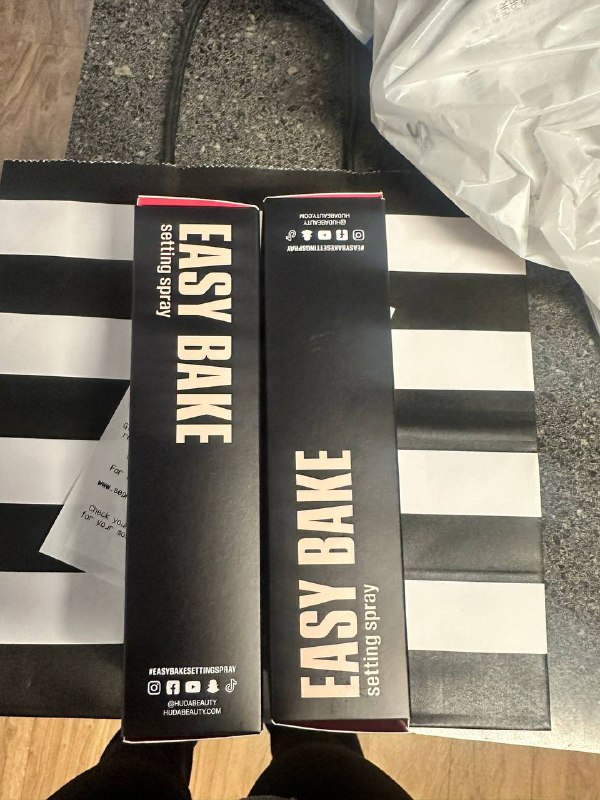 EASY BAKE
setting spray
#EASYBAKESETTINGSPRAY
@HUDABEAUTY
HUDABEAUTY.COM
#EASYBAKESETTINGSPRAY
@HUDABEAUTY
HUDABEAUTY.COM
EASY BAKE
setting spray
For
Check you
for your